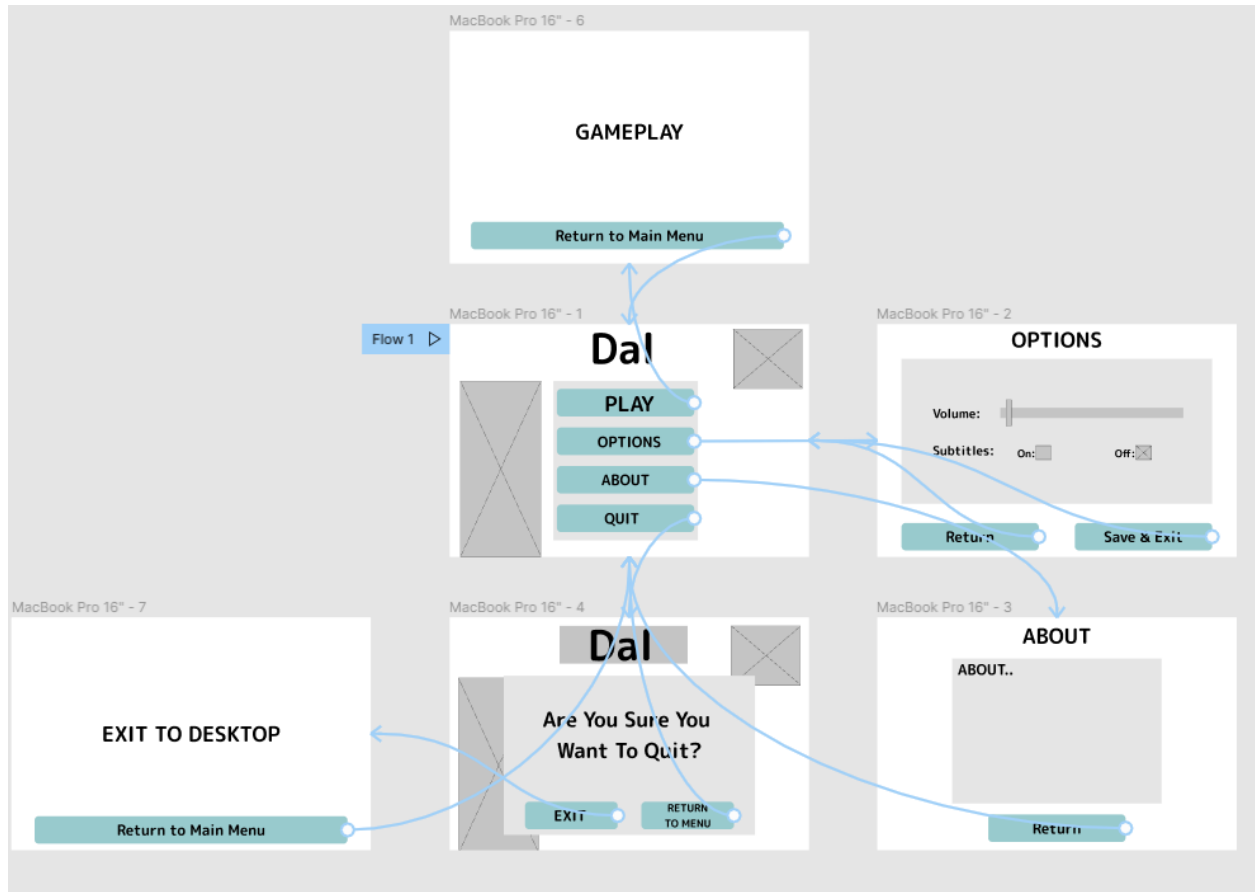 MacBook Pro 16" - 6
GAMEPLAY
Return to Main Menu
MacBook Pro 16" - 1
Flow 1
Dal
PLAY
OPTIONS
ABOUT
QUIT
MacBook Pro 16" - 2
OPTIONS
Volume:
Subtitles: On: Off:
Return Save & Exit
MacBook Pro 16" - 7
EXIT TO DESKTOP
Return to Main Menu
MacBook Pro 16" - 4
Dal
Are You Sure You
Want To Quit?
EXIT
RETURN
TO MENU
MacBook Pro 16" - 3
ABOUT
ABOUT..
Return